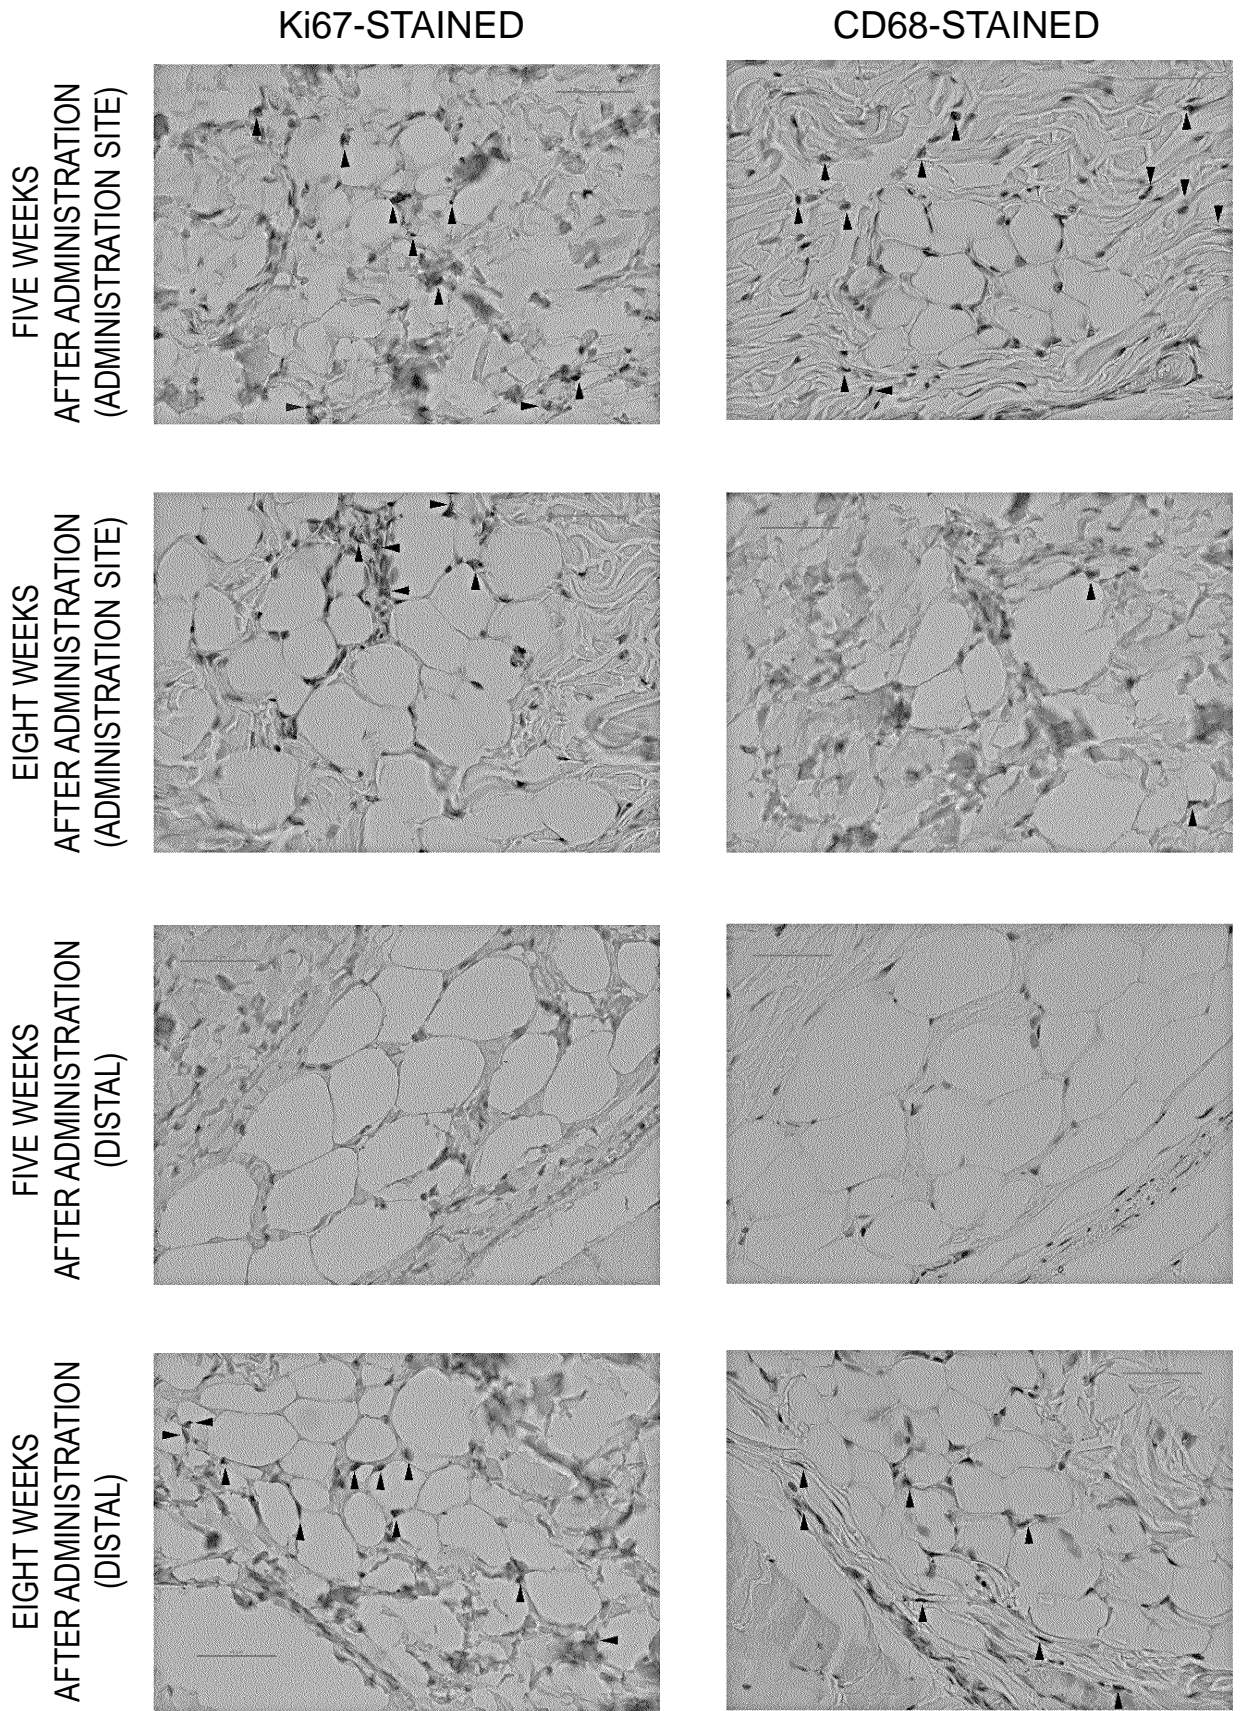 Ki67-STAINED
CD68-STAINED
FIVE WEEKS
AFTER ADMINISTRATION
(ADMINISTRATION SITE)
EIGHT WEEKS
AFTER ADMINISTRATION
(ADMINISTRATION SITE)
FIVE WEEKS
AFTER ADMINISTRATION
(DISTAL)
EIGHT WEEKS
AFTER ADMINISTRATION
(DISTAL)